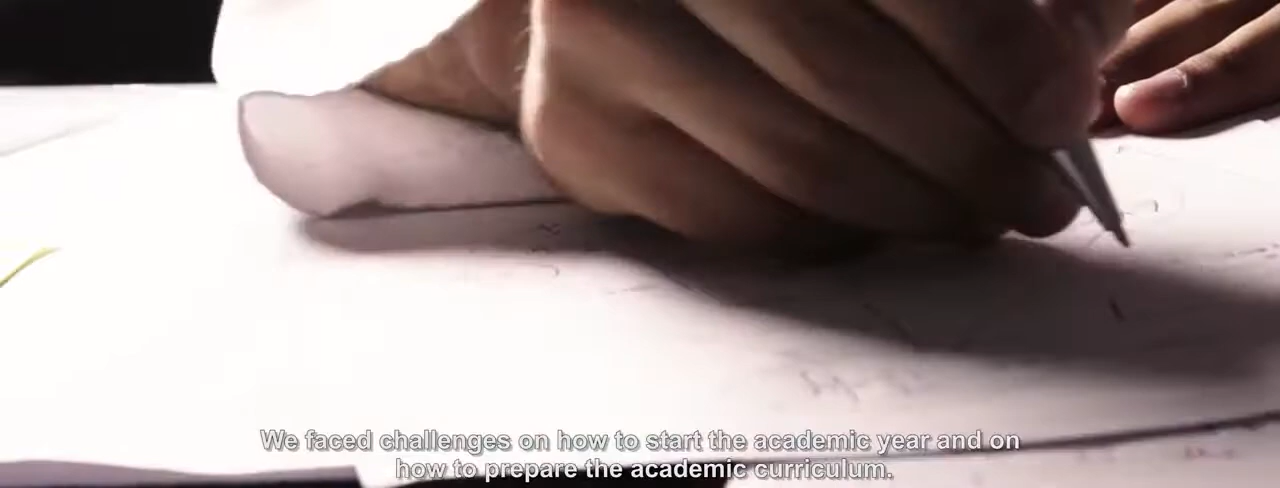 We faced challenges on how to start the academic year and on
how to prepare the academic curriculum.